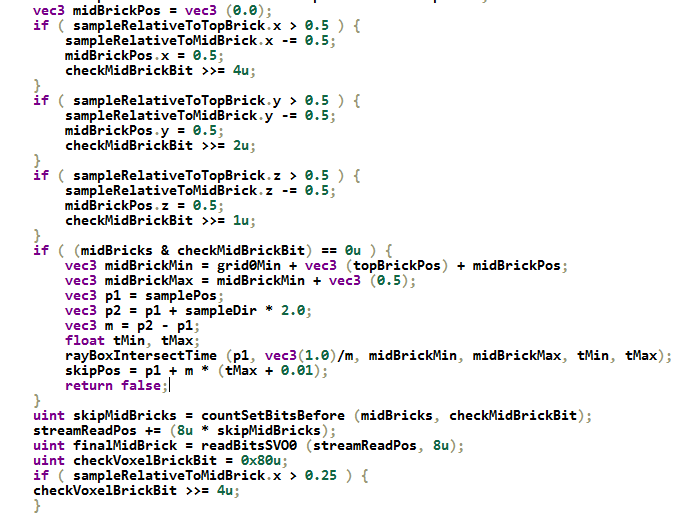 vec3 midBrickPos = vec3 (0.0);
if ( sampleRelativeToTopBrick.x > 0.5 ) {
sampleRelativeToMidBrick.x -= 0.5;
midBrickPos.x = 0.5;
checkMidBrickBit >>= 4u;
}
if ( sampleRelativeToTopBrick.y > 0.5 ) {
sampleRelativeToMidBrick.y -= 0.5;
midBrickPos.y = 0.5;
checkMidBrickBit >>= 2u;
}
if ( sampleRelativeToTopBrick.z > 0.5 ) {
sampleRelativeToMidBrick.z -= 0.5;
midBrickPos.z = 0.5;
checkMidBrickBit >>= 1u;
}
if ( (midBricks & checkMidBrickBit) == 0u ) {
vec3 midBrickMin = grid0Min + vec3 (topBrickPos) + midBrickPos;
vec3 midBrickMax = midBrickMin + vec3 (0.5);
vec3 p1 = samplePos;
vec3 p2 = p1 + sampleDir * 2.0;
vec3 m = p2 - p1;
float tMin, tMax;
rayBoxIntersectTime (p1, vec3(1.0)/m, midBrickMin, midBrickMax, tMin, tMax);
skipPos = p1 + m * (tMax + 0.01);
return false;
}
uint skipMidBricks = countSetBitsBefore (midBricks, checkMidBrickBit);
streamReadPos += (8u * skipMidBricks);
uint finalMidBrick = readBitsSVO0 (streamReadPos, 8u);
uint checkVoxelBrickBit = 0x80u;
if ( sampleRelativeToMidBrick.x > 0.25 ) {
checkVoxelBrickBit >>= 4u;
}